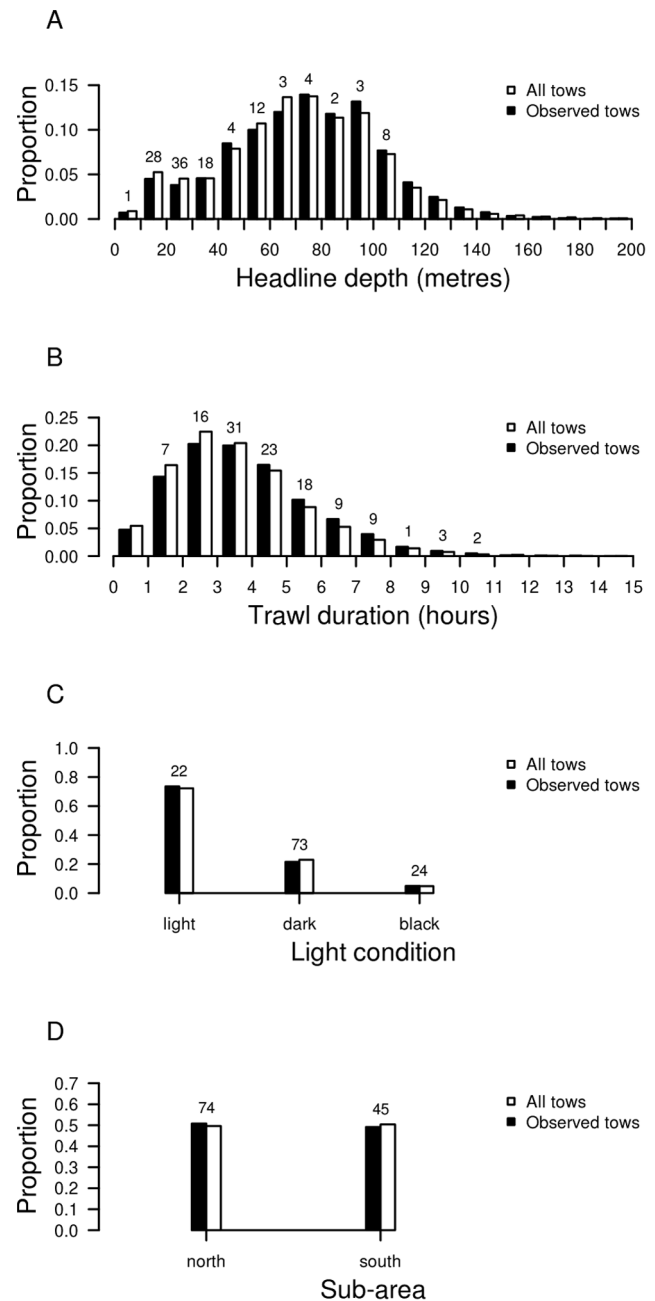 A
Proportion
0.15
0.10
0.05
0.00
1 28 36 18 4 12 3 4 2 3 8
All tows
Observed tows
0 20 40 60 80 100 120 140 160 180 200
Headline depth (metres)
B
Proportion
0.25
0.20
0.15
0.10
0.05
0.00
7 16 31 23 18 9 9 1 3 2
All tows
Observed tows
0 1 2 3 4 5 6 7 8 9 10 11 12 13 14 15
Trawl duration (hours)
C
Proportion
1.0
0.8
0.6
0.4
0.2
0.0
22 73 24
All tows
Observed tows
light dark black
Light condition
D
Proportion
0.7
0.6
0.5
0.4
0.3
0.2
0.1
0.0
74 45
All tows
Observed tows
north south
Sub-area